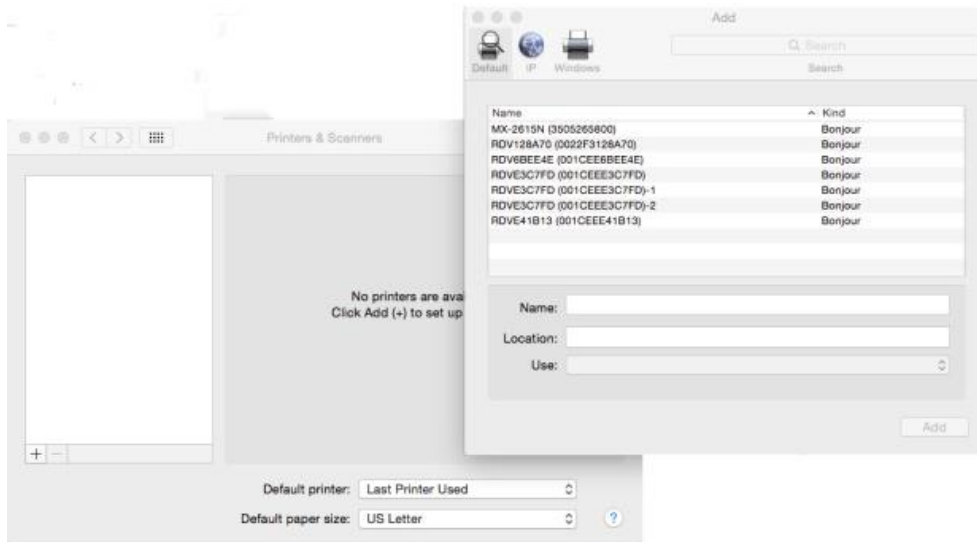 Add
Default
IP
Windows
Search
Search
Printers & Scanners
Name
Kind
MX-2615N (3505265800)
Bonjour
RDV128A70 (0022F3128A70)
Bonjour
RDV6BEE4E (001CEE6BEE4E)
Bonjour
RDVE3C7FD (001CEEE3C7FD)
Bonjour
RDVE3C7FD (001CEEE3C7FD)-1
Bonjour
RDVE3C7FD (001CEEE3C7FD)-2
Bonjour
RDVE41B13 (001CEEE41B13)
Bonjour
No printers are avai
Click Add (+) to set up
Name:
Location:
Use:
Add
+
−
Default printer:
Last Printer Used
Default paper size:
US Letter
?